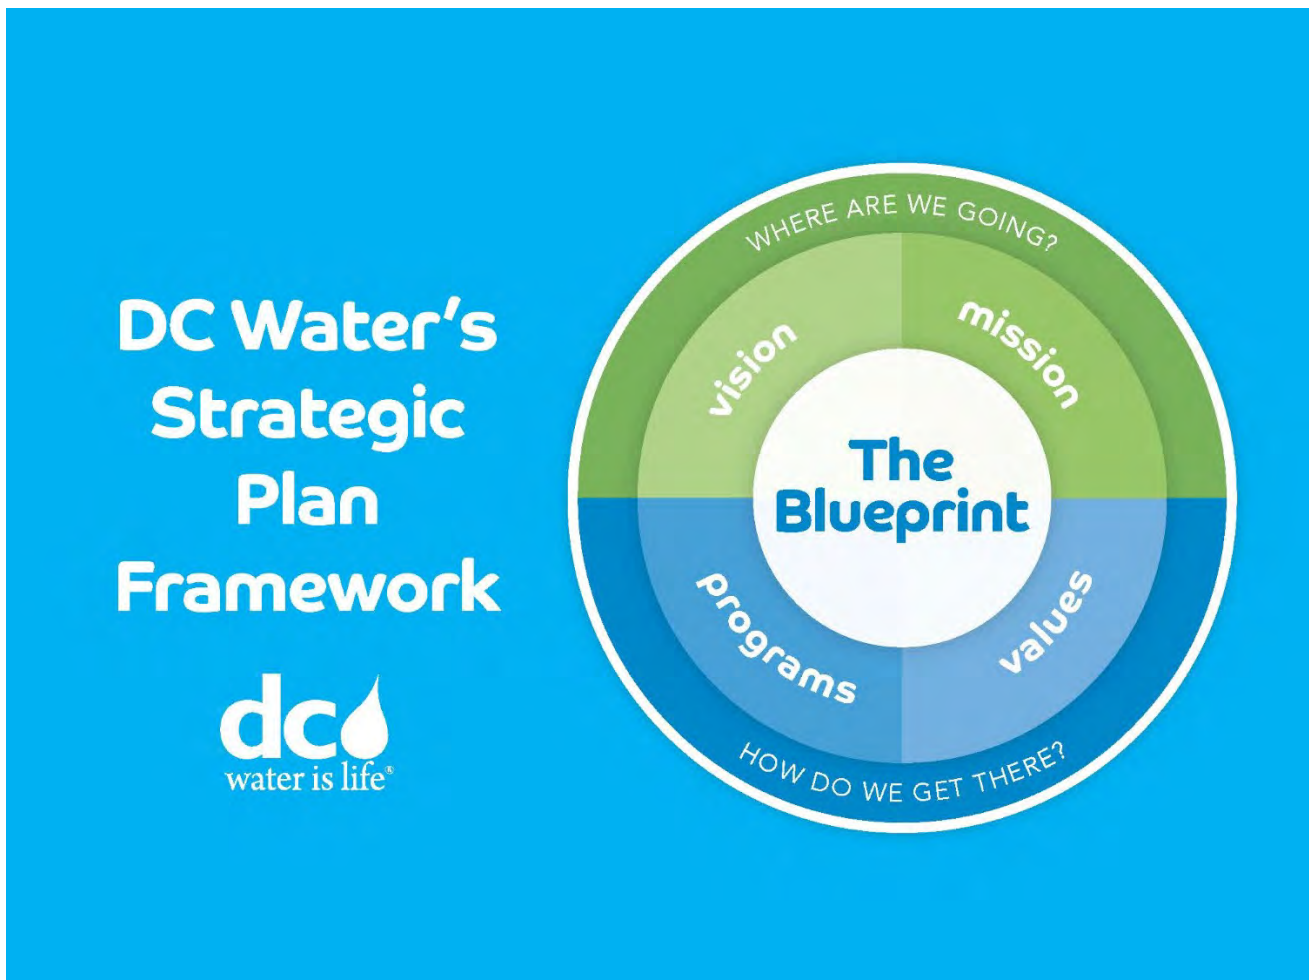 DC Water's
Strategic
Plan
Framework
dc
water is life®
WHERE ARE WE GOING?
vision
mission
The
Blueprint
programs
values
HOW DO WE GET THERE?